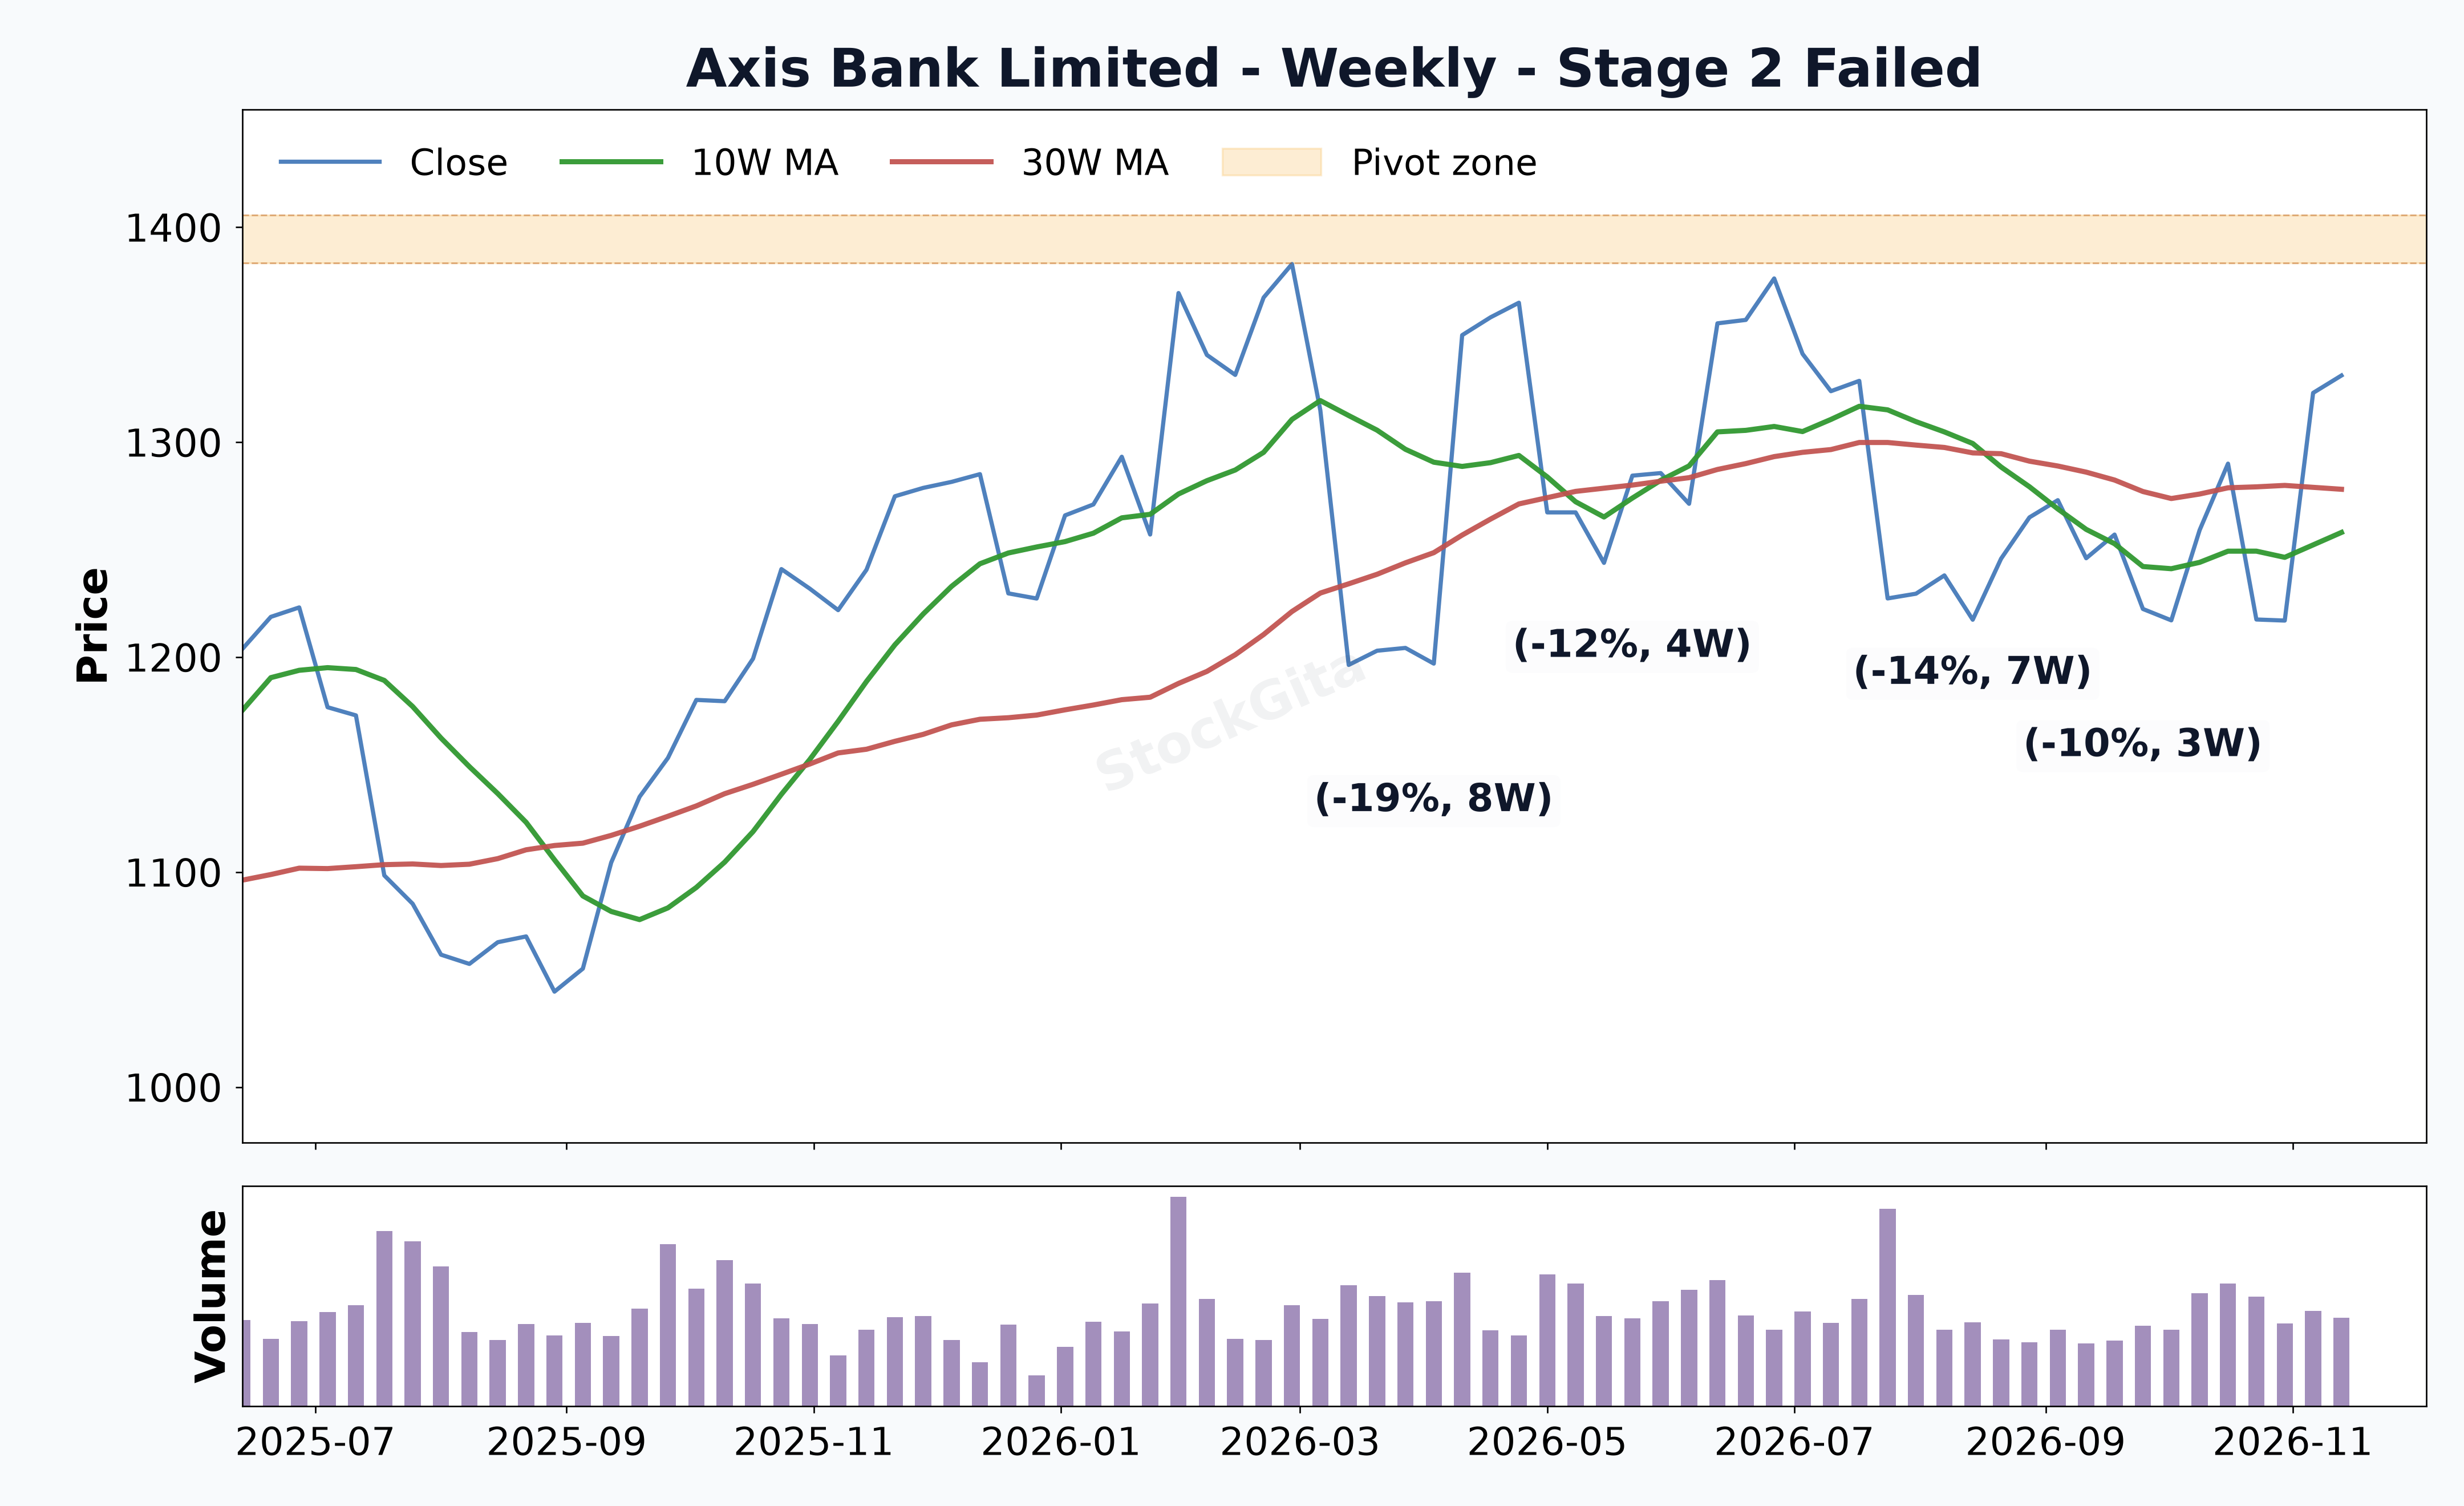 Axis Bank Limited - Weekly - Stage 2 Failed
Close
10W MA
30W MA
Pivot zone
Price
1400
1300
1200
1100
1000
(-12%, 4W)
(-14%, 7W)
(-10%, 3W)
(-19%, 8W)
StockGita
Volume
2025-07
2025-09
2025-11
2026-01
2026-03
2026-05
2026-07
2026-09
2026-11